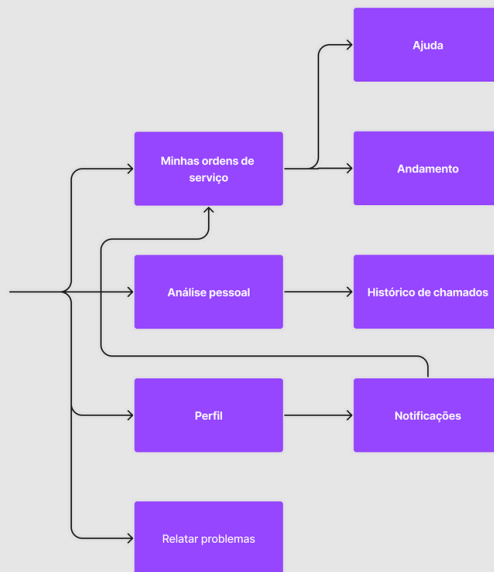 Ajuda
Minhas ordens de
serviço
Andamento
Análise pessoal
Histórico de chamados
Perfil
Notificações
Relatar problemas